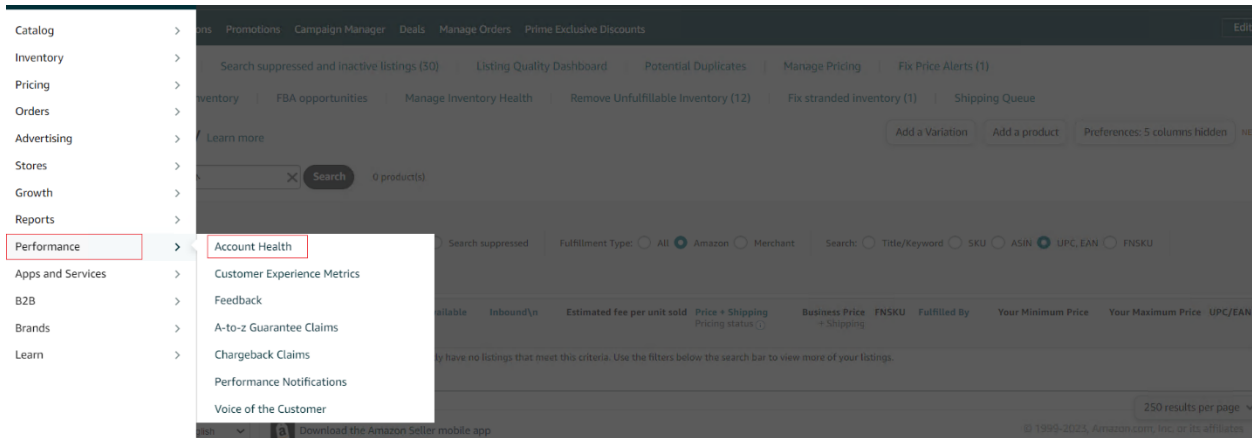 Catalog
Inventory
Pricing
Orders
Advertising
Stores
Growth
Reports
Performance
Apps and Services
B2B
Brands
Learn
Account Health
Customer Experience Metrics
Feedback
A-to-z Guarantee Claims
Chargeback Claims
Performance Notifications
Voice of the Customer
Promotions Campaign Manager Deals Manage Orders Prime Exclusive Discounts Edit
Search suppressed and inactive listings (30) Listing Quality Dashboard Potential Duplicates Manage Pricing Fix Price Alerts (1)
FBA opportunities Manage Inventory Health Remove Unfulfillable Inventory (12) Fix stranded inventory (1) Shipping Queue
Learn more Add a Variation Add a product Preferences: 5 columns hidden
Search 0 product(s)
Search suppressed Fulfillment Type: All Amazon Merchant Search: Title/Keyword SKU ASIN UPC, EAN FNSKU
Inbound\n Estimated fee per unit sold Price + Shipping Business Price FNSKU Fulfilled By Your Minimum Price Your Maximum Price UPC/EAN
Pricing status + Shipping
have no listings that meet this criteria. Use the filters below the search bar to view more of your listings.
250 results per page
a Download the Amazon Seller mobile app © 1999-2023, Amazon.com, Inc. or its affiliates